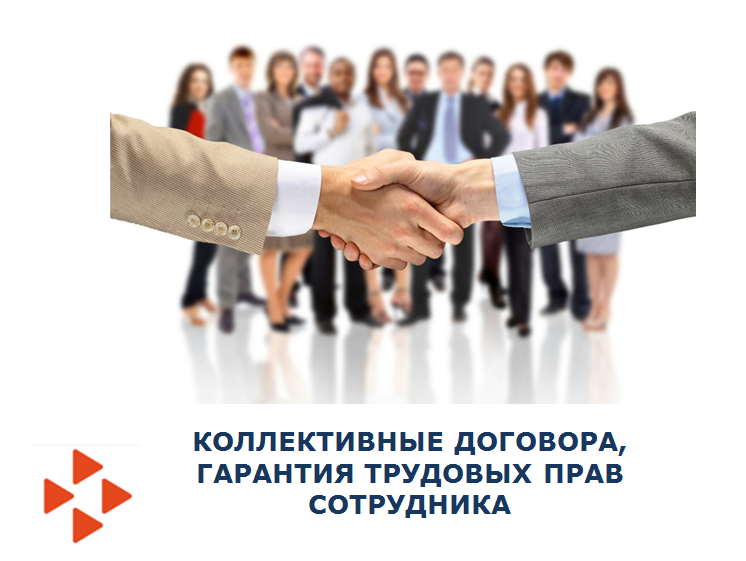 КОЛЛЕКТИВНЫЕ ДОГОВОРА,
ГАРАНТИЯ ТРУДОВЫХ ПРАВ
СОТРУДНИКА